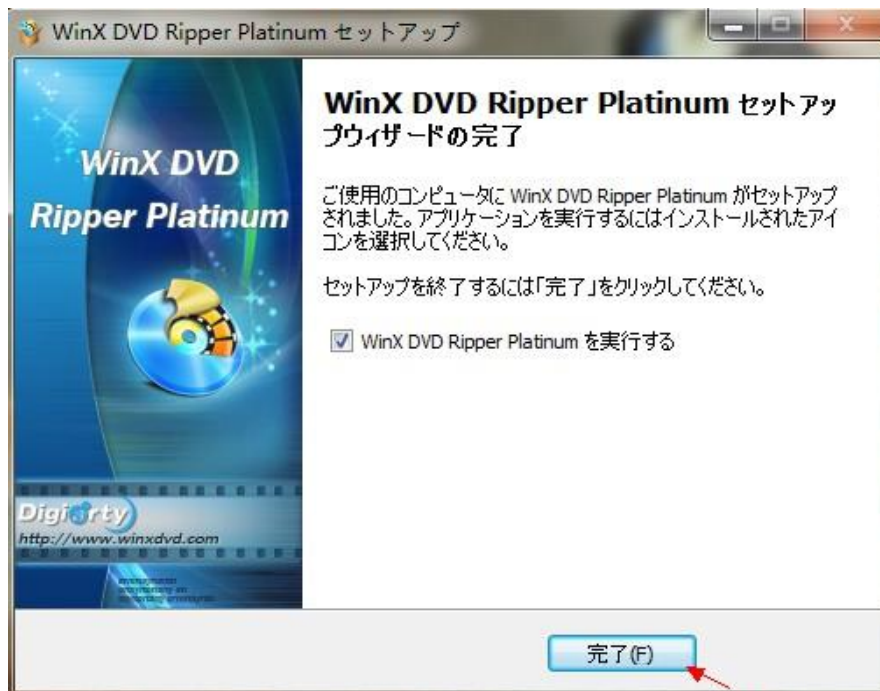 WinX DVD Ripper Platinum セットアップ
WinX DVD
Ripper Platinum
Digiarty
http://www.winxdvd.com
WinX DVD Ripper Platinum セットアッ
プウィザードの完了
ご使用のコンピュータに WinX DVD Ripper Platinum がセットアップ
されました。アプリケーションを実行するにはインストールされたアイ
コンを選択してください。
セットアップを終了するには「完了」をクリックしてください。
WinX DVD Ripper Platinum を実行する
完了(F)